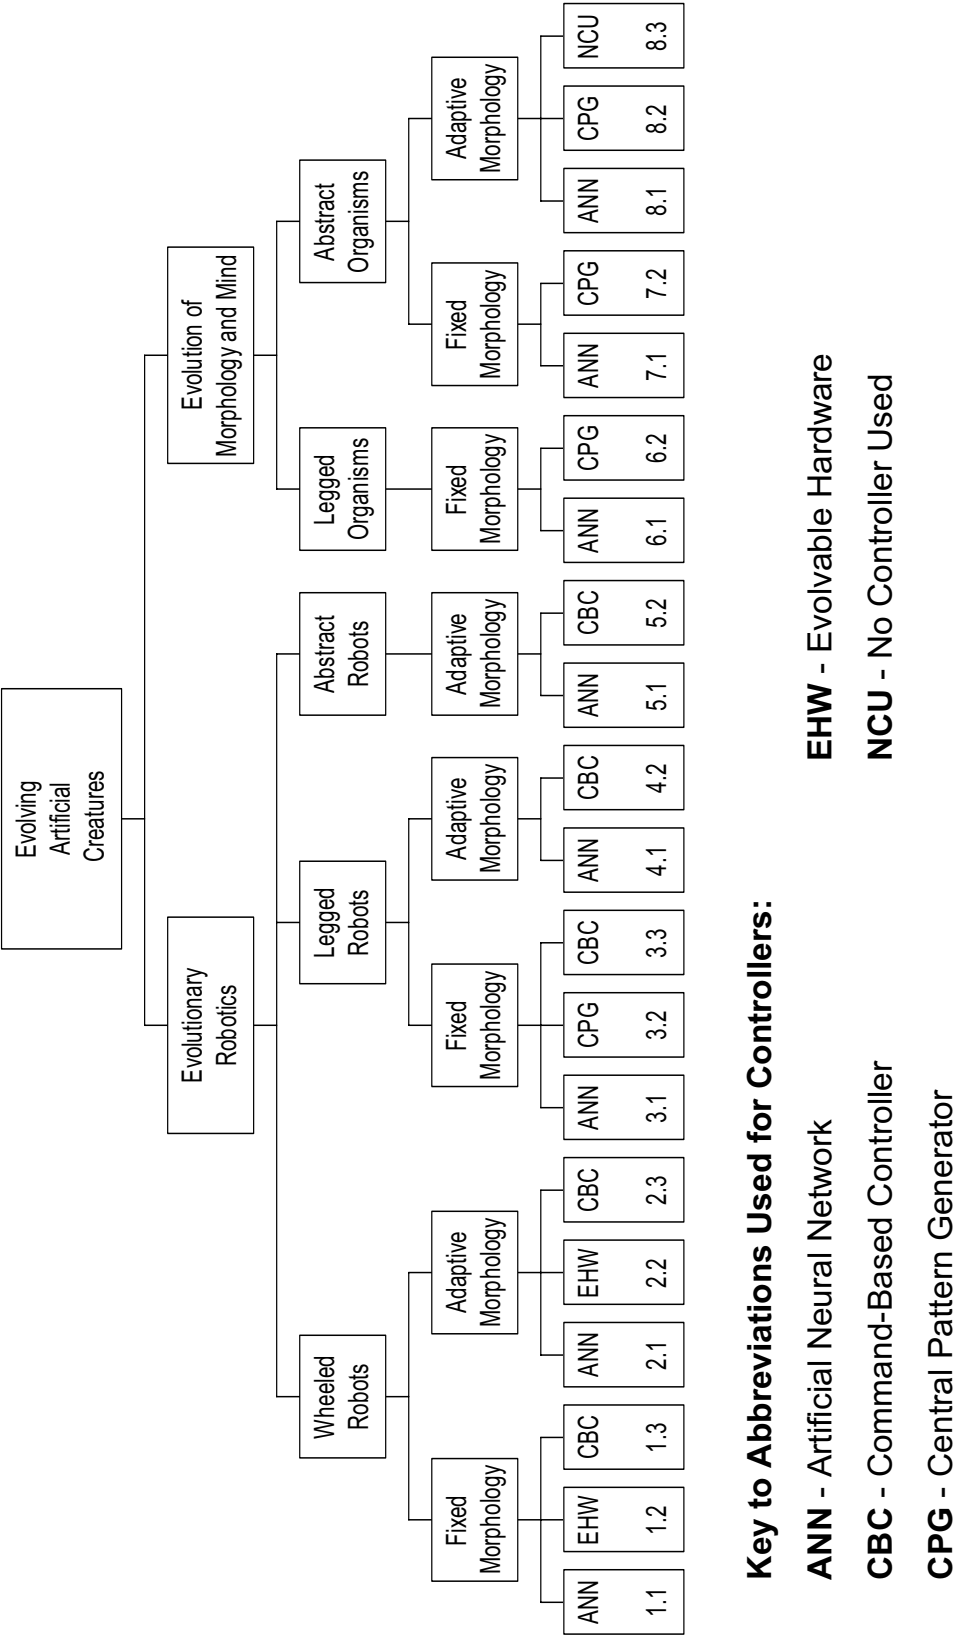 Evolving
Artificial
Creatures
Evolutionary
Robotics
Evolution of
Morphology and Mind
Wheeled
Robots
Legged
Robots
Abstract
Robots
Legged
Organisms
Abstract
Organisms
Fixed
Morphology
Adaptive
Morphology
Fixed
Morphology
Adaptive
Morphology
Adaptive
Morphology
Fixed
Morphology
Fixed
Morphology
Adaptive
Morphology
ANN
1.1
EHW
1.2
CBC
1.3
ANN
2.1
EHW
2.2
CBC
2.3
ANN
3.1
CPG
3.2
CBC
3.3
ANN
4.1
CBC
4.2
ANN
5.1
CBC
5.2
ANN
6.1
CPG
6.2
ANN
7.1
CPG
7.2
ANN
8.1
CPG
8.2
NCU
8.3
Key to Abbreviations Used for Controllers:
ANN - Artificial Neural Network
CBC - Command-Based Controller
CPG - Central Pattern Generator
EHW - Evolvable Hardware
NCU - No Controller Used